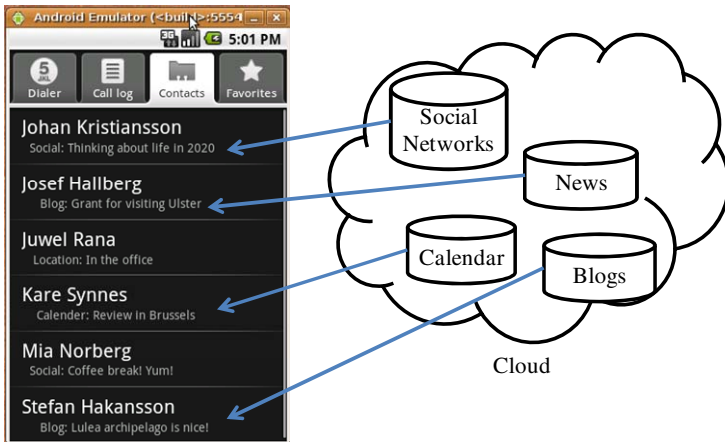 Android Emulator (<build>:5554
3G 5:01 PM
5 JKL
Dialer Call log Contacts Favorites
Johan Kristiansson
Social: Thinking about life in 2020
Josef Hallberg
Blog: Grant for visiting Ulster
Juwel Rana
Location: In the office
Kare Synnes
Calender: Review in Brussels
Mia Norberg
Social: Coffee break! Yum!
Stefan Hakansson
Blog: Lulea archipelago is nice!
Social
Networks
News
Calendar
Blogs
Cloud